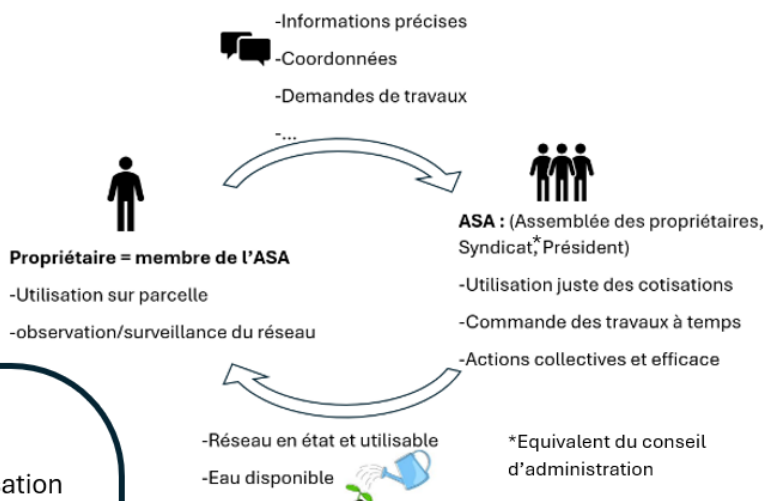 -Informations précises
-Coordonnées
-Demandes de travaux
-...
Propriétaire = membre de l'ASA
-Utilisation sur parcelle
-observation/surveillance du réseau
ASA : (Assemblée des propriétaires,
Syndicat*, Président)
-Utilisation juste des cotisations
-Commande des travaux à temps
-Actions collectives et efficace
-Réseau en état et utilisable
-Eau disponible
*Equivalent du conseil
d'administration